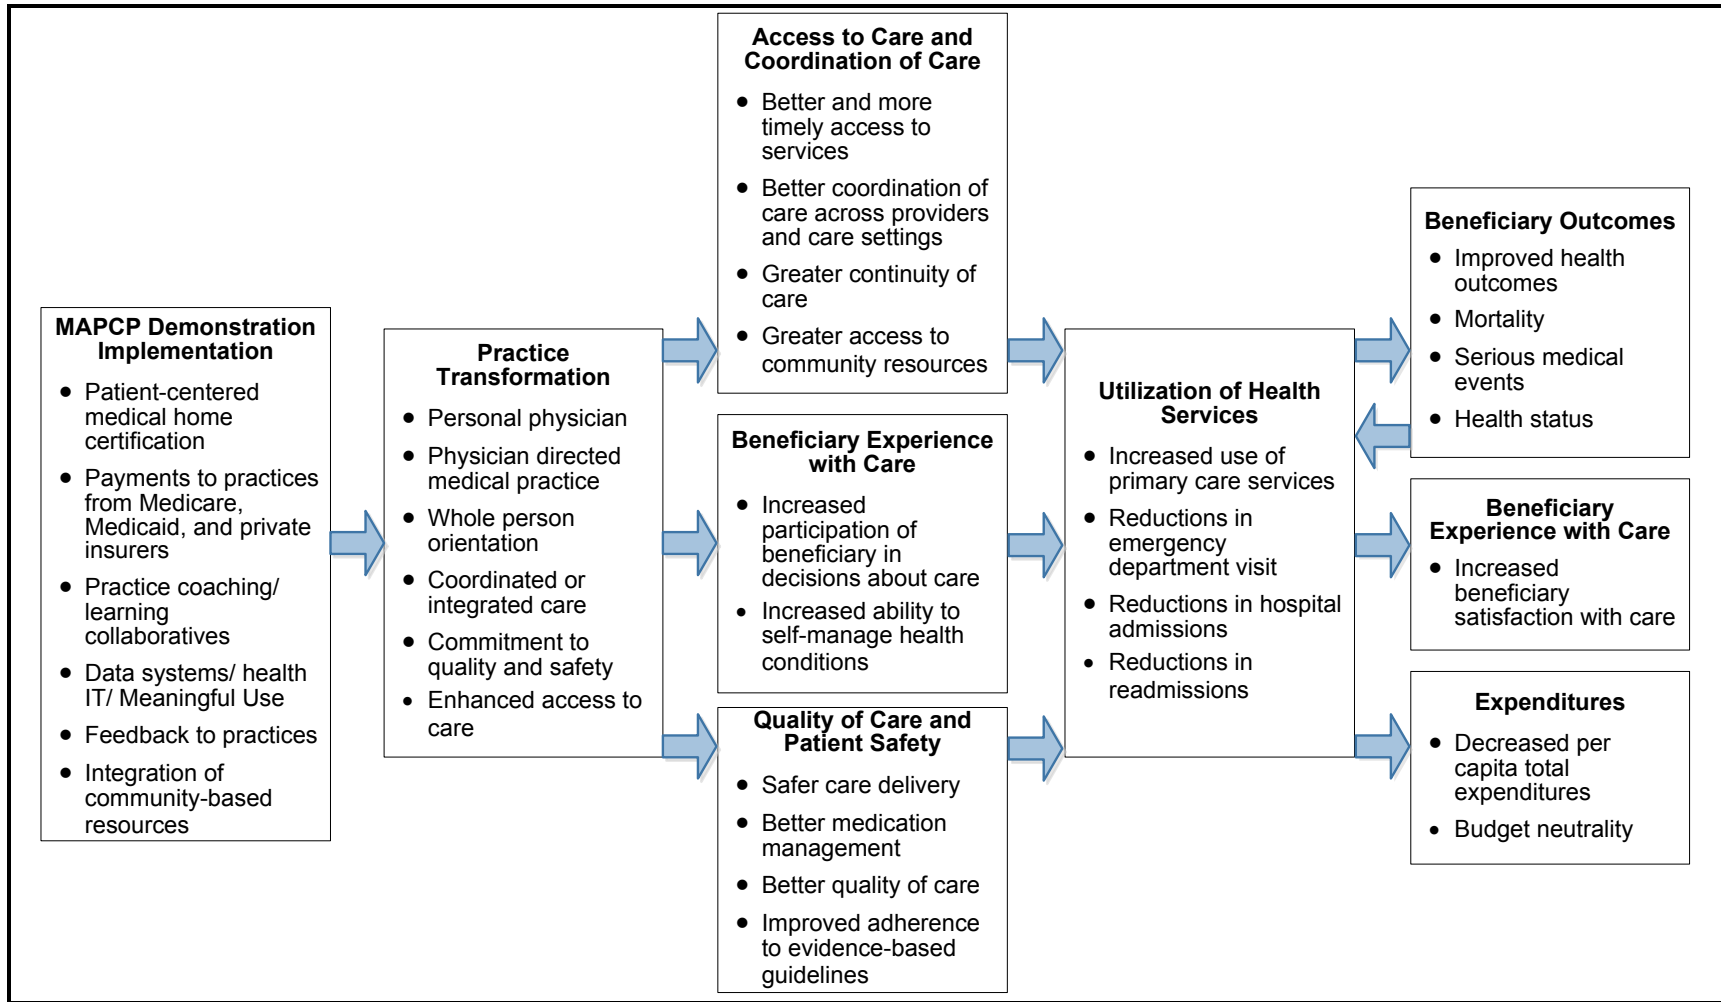 MAPCP Demonstration
Implementation
• Patient-centered
medical home
certification
• Payments to practices
from Medicare,
Medicaid, and private
insurers
• Practice coaching/
learning
collaboratives
• Data systems/ health
IT/ Meaningful Use
• Feedback to practices
• Integration of
community-based
resources
Practice
Transformation
• Personal physician
• Physician directed
medical practice
• Whole person
orientation
• Coordinated or
integrated care
• Commitment to
quality and safety
• Enhanced access to
care
Access to Care and
Coordination of Care
• Better and more
timely access to
services
• Better coordination of
care across providers
and care settings
• Greater continuity of
care
• Greater access to
community resources
Beneficiary Experience
with Care
• Increased
participation of
beneficiary in
decisions about care
• Increased ability to
self-manage health
conditions
Quality of Care and
Patient Safety
• Safer care delivery
• Better medication
management
• Better quality of care
• Improved adherence
to evidence-based
guidelines
Utilization of Health
Services
• Increased use of
primary care services
• Reductions in
emergency
department visit
• Reductions in hospital
admissions
• Reductions in
readmissions
Beneficiary Outcomes
• Improved health
outcomes
• Mortality
• Serious medical
events
• Health status
Beneficiary
Experience with Care
• Increased
beneficiary
satisfaction with care
Expenditures
• Decreased per
capita total
expenditures
• Budget neutrality